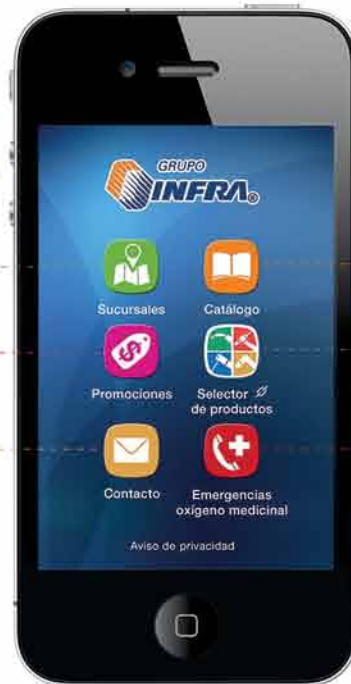 GRUPO
INFRA®
Sucursales
Catálogo
Promociones
Selector
de productos
Contacto
Emergencias
oxígeno medicinal
Aviso de privacidad